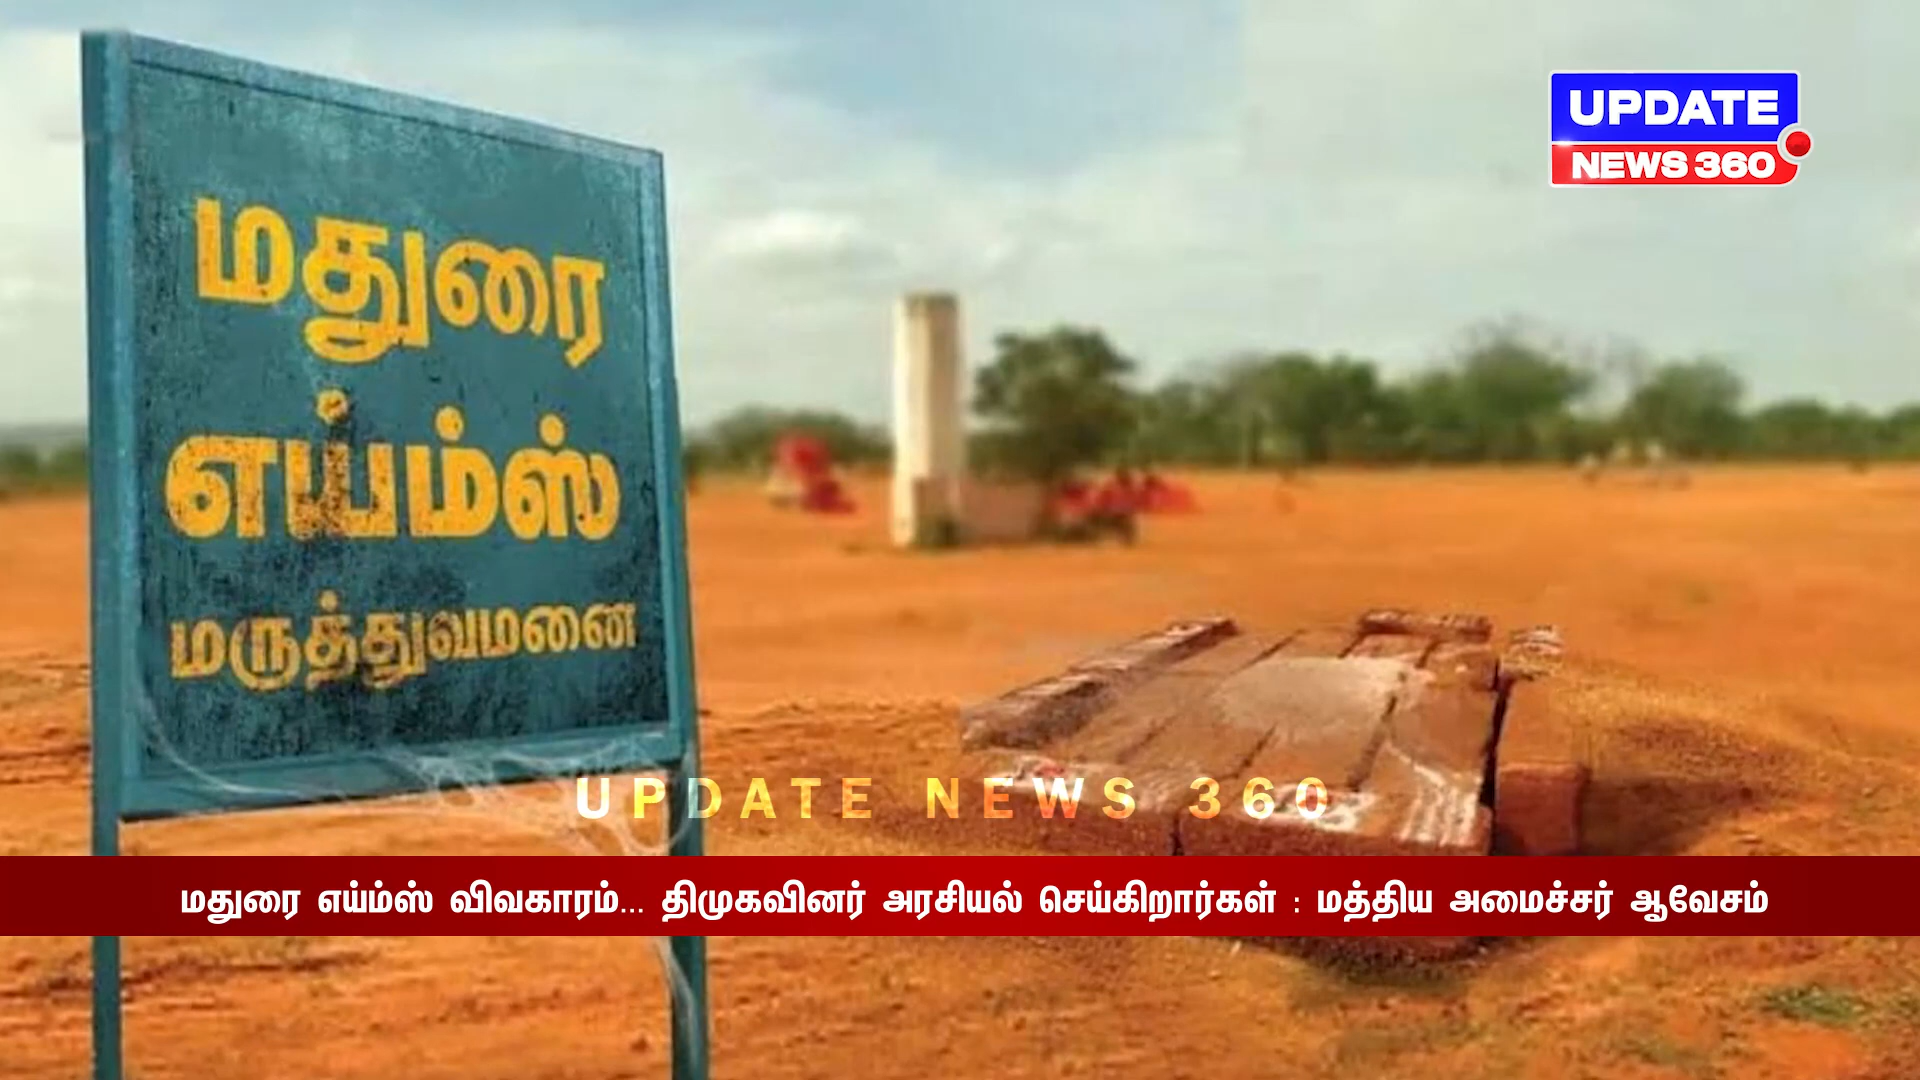 UPDATE
NEWS 360
மதுரை
எய்ம்ஸ்
மருத்துவமனை
UPDATE NEWS 360
மதுரை எய்ம்ஸ் விவகாரம்... திமுகவினர் அரசியல் செய்கிறார்கள் : மத்திய அமைச்சர் ஆவேசம்